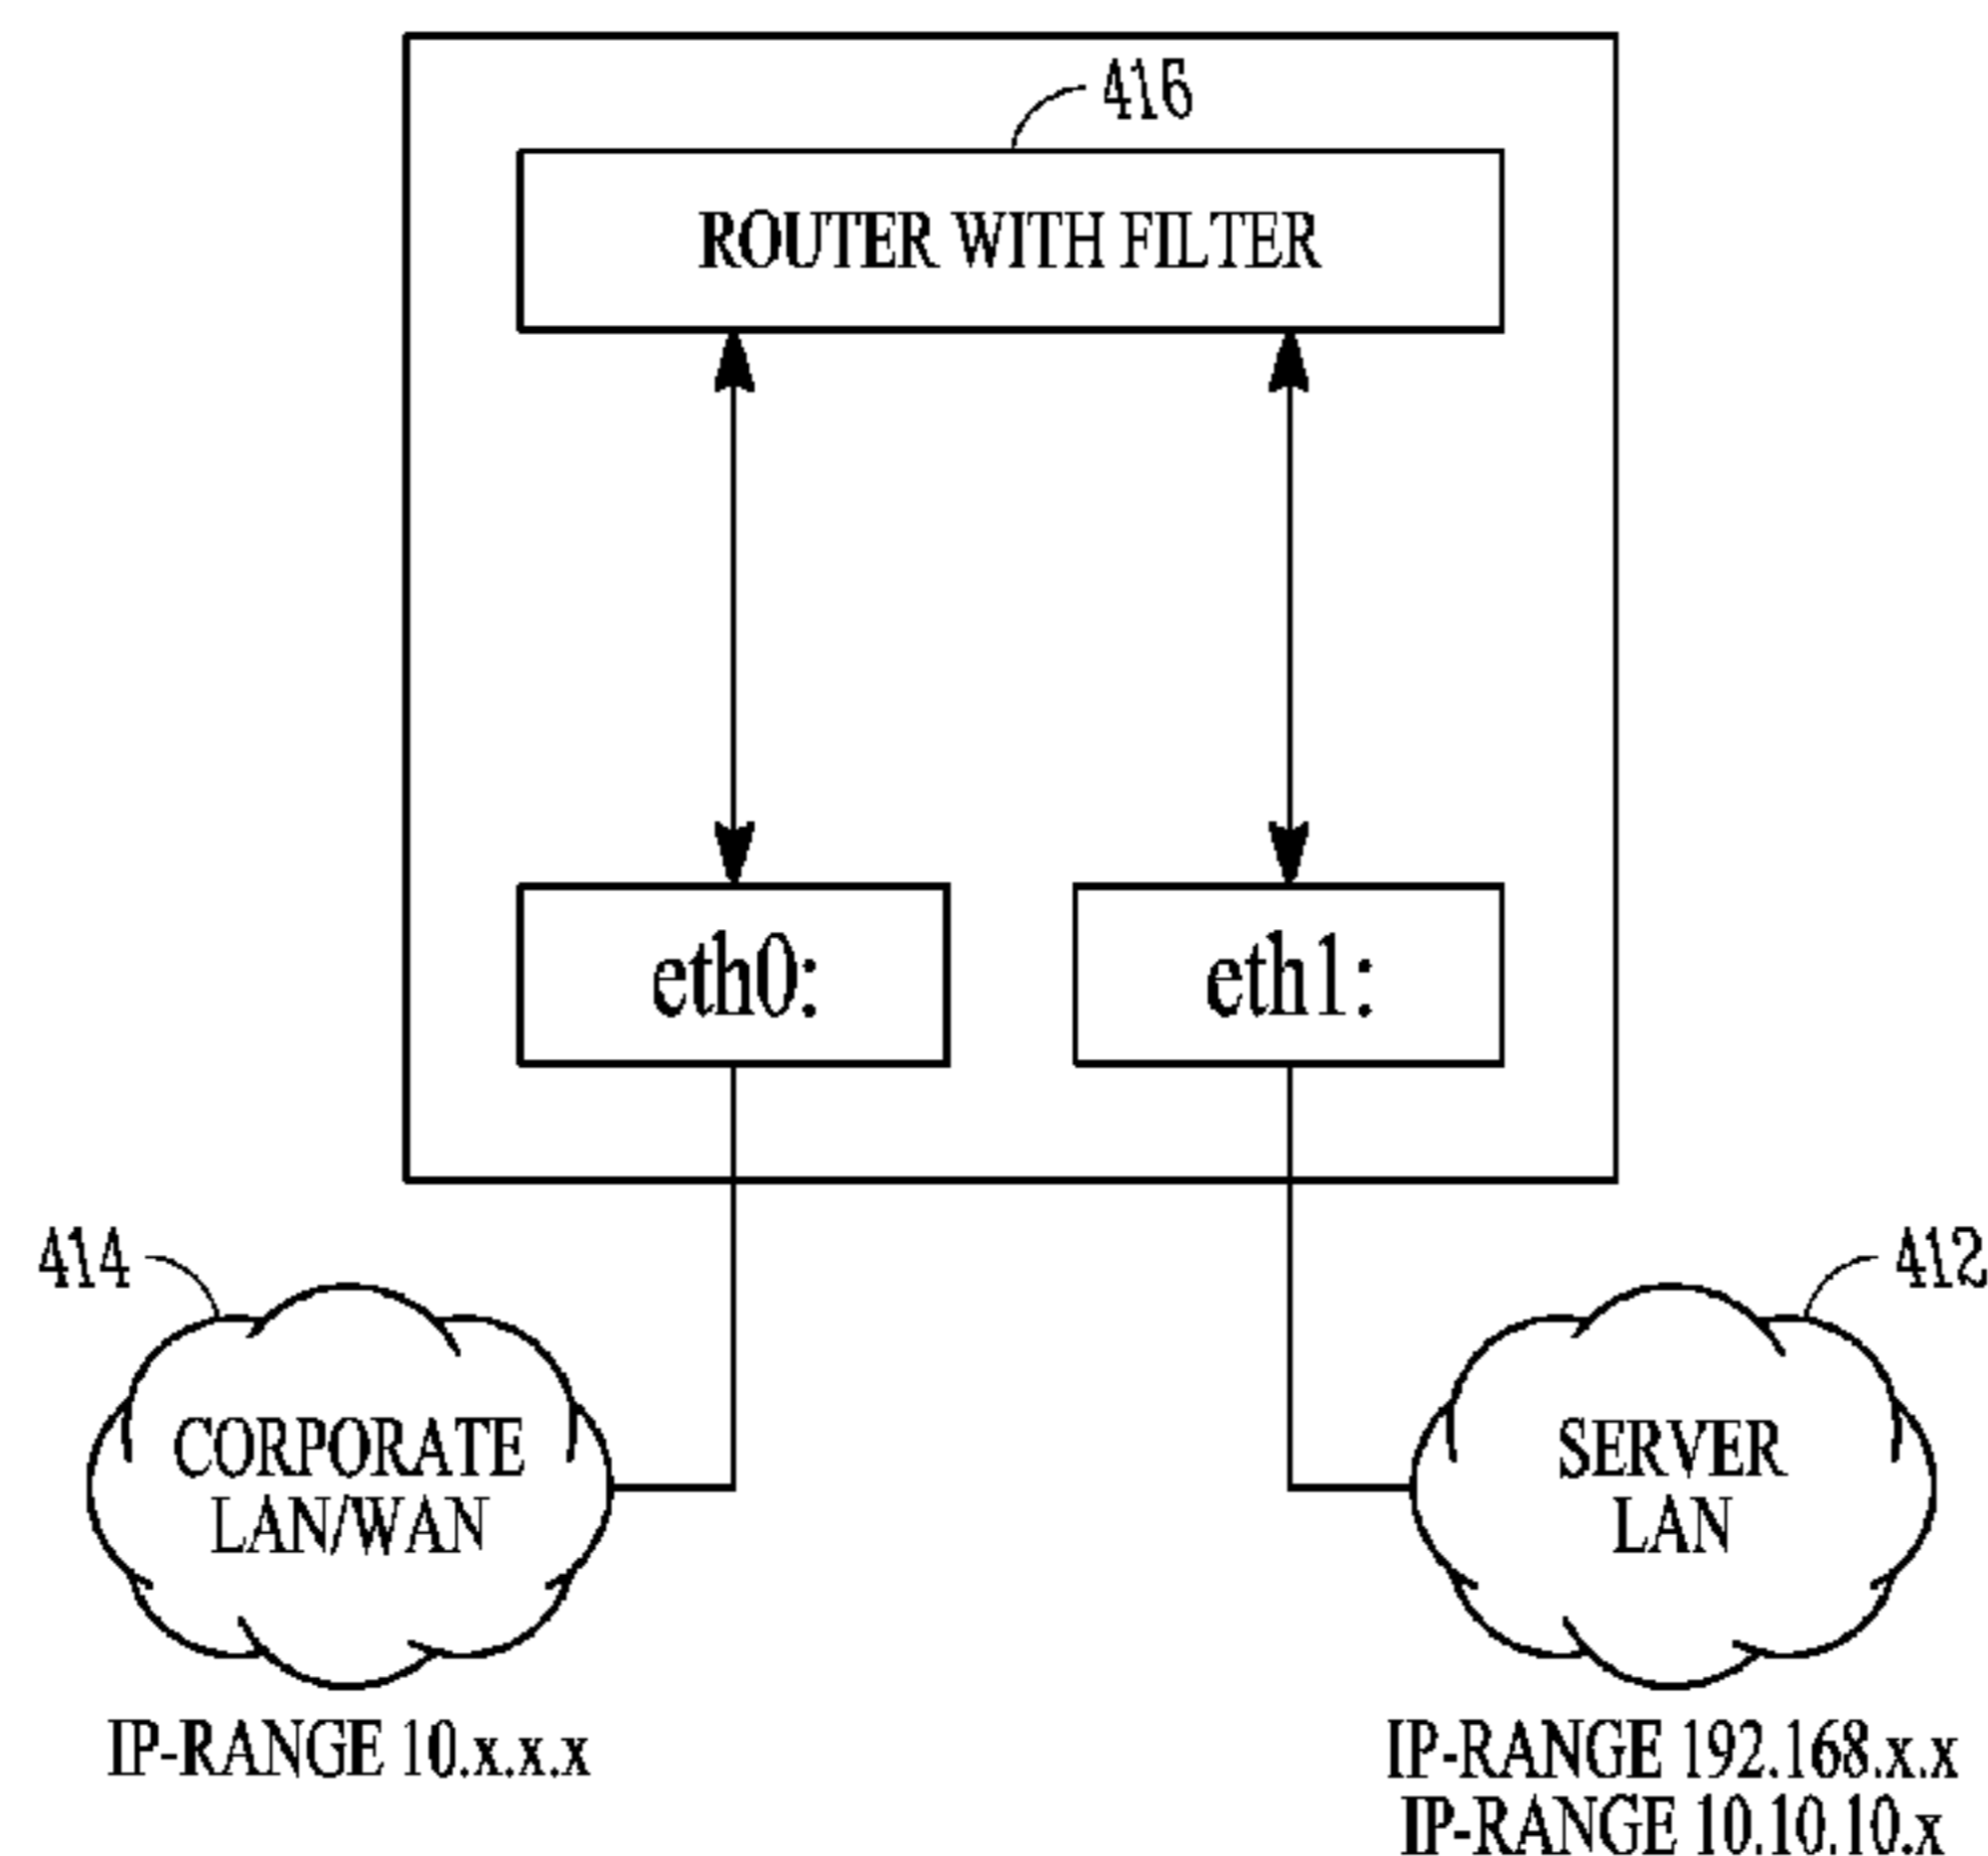 416
ROUTER WITH FILTER
eth0:
eth1:
414
412
CORPORATE
LAN/WAN
SERVER
LAN
IP-RANGE 10.x.x.x
IP-RANGE 192.168.x.x
IP-RANGE 10.10.10.x